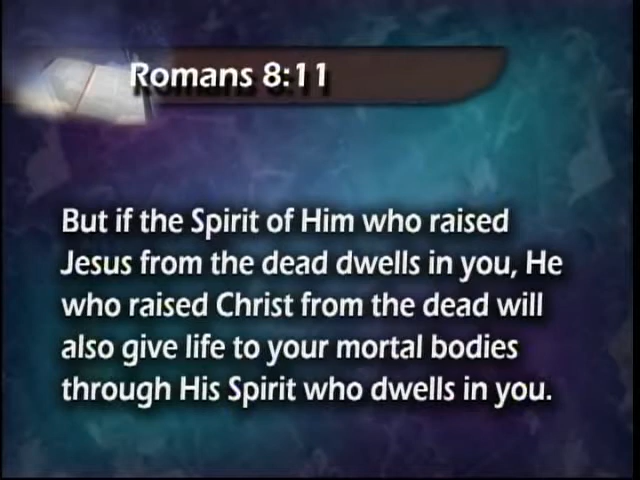 Romans 8:11
But if the Spirit of Him who raised
Jesus from the dead dwells in you, He
who raised Christ from the dead will
also give life to your mortal bodies
through His Spirit who dwells in you.